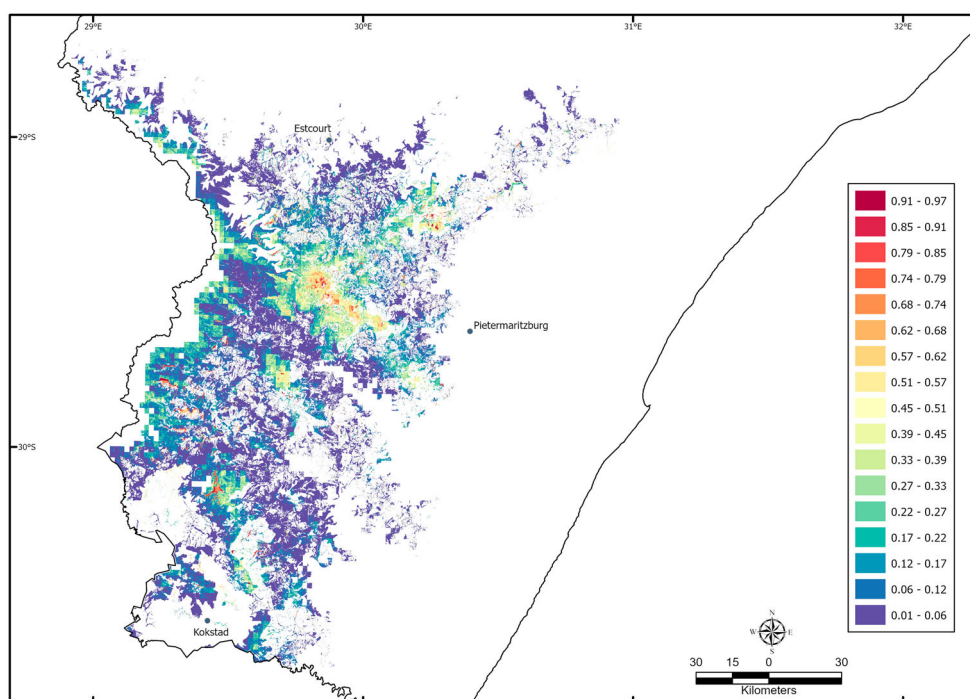 29°E 30°E 31°E 32°E
29°S
Estcourt
Pietermaritzburg
30°S
Kokstad
0.91 - 0.97
0.85 - 0.91
0.79 - 0.85
0.74 - 0.79
0.68 - 0.74
0.62 - 0.68
0.57 - 0.62
0.51 - 0.57
0.45 - 0.51
0.39 - 0.45
0.33 - 0.39
0.27 - 0.33
0.22 - 0.27
0.17 - 0.22
0.12 - 0.17
0.06 - 0.12
0.01 - 0.06
N
W E
S
30 15 0 30
Kilometers
29°E 30°E 31°E 32°E